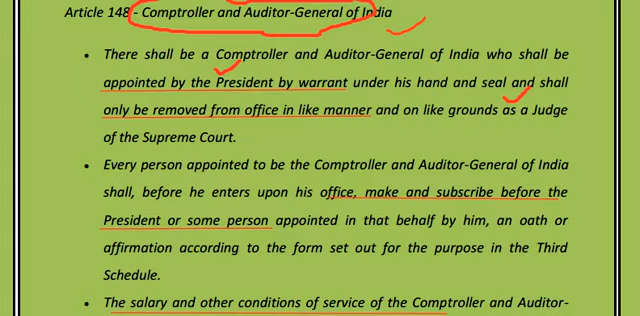 Article 148 - Comptroller and Auditor-General of India
• There shall be a Comptroller and Auditor-General of India who shall be
appointed by the President by warrant under his hand and seal and shall
only be removed from office in like manner and on like grounds as a Judge
of the Supreme Court.
• Every person appointed to be the Comptroller and Auditor-General of India
shall, before he enters upon his office, make and subscribe before the
President or some person appointed in that behalf by him, an oath or
affirmation according to the form set out for the purpose in the Third
Schedule.
• The salary and other conditions of service of the Comptroller and Auditor-